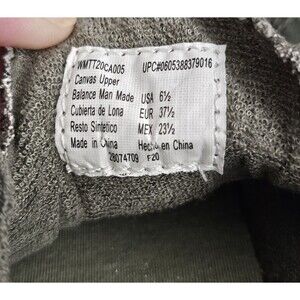 WMTT20CA005 UPC#0605388379016
Canvas Upper
Balance Man Made USA 6½
Cubierta de Lona EUR 37½
Resto Sintetico MEX 23½
Made in China Hecho en China
28074709 F20